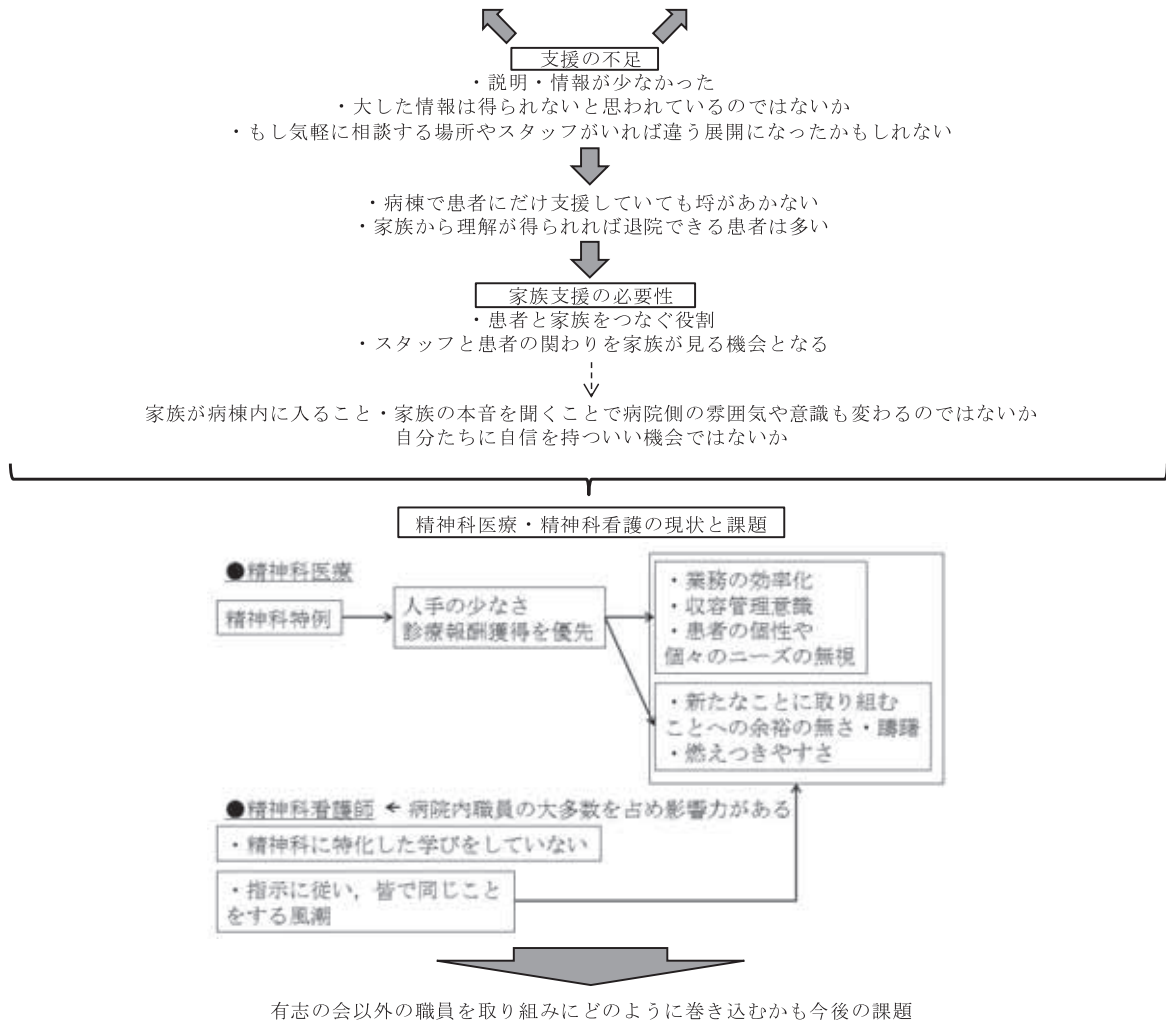 支援の不足
・説明・情報が少なかった
・大した情報は得られないと思われているのではないか
・もし気軽に相談する場所やスタッフがいれば違う展開になったかもしれない
・病棟で患者にだけ支援していても埒があかない
・家族から理解が得られれば退院できる患者は多い
家族支援の必要性
・患者と家族をつなぐ役割
・スタッフと患者の関わりを家族が見る機会となる
家族が病棟内に入ること・家族の本音を聞くことで病院側の雰囲気や意識も変わるのではないか
自分たちに自信を持ついい機会ではないか
精神科医療・精神科看護の現状と課題
●精神科医療
精神科特例
人手の少なさ
診療報酬獲得を優先
・業務の効率化
・収容管理意識
・患者の個性や
個々のニーズの無視
・新たなことに取り組む
ことへの余裕の無さ・躊躇
・燃えつきやすさ
●精神科看護師 ← 病院内職員の大多数を占め影響力がある
・精神科に特化した学びをしていない
・指示に従い，皆で同じこと
をする風潮
有志の会以外の職員を取り組みにどのように巻き込むかも今後の課題